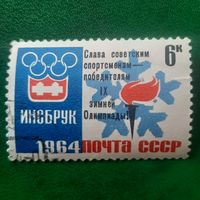 Слава советским
спортсменам—
победителям
IX
зимней
Олимпиады!
6к
ИНСБРУК
1964 ПОЧТА СССР